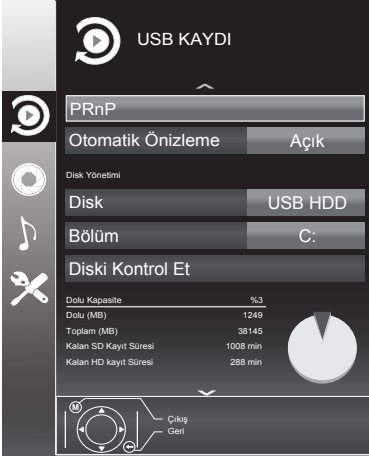 USB KAYDI
PRnP
Otomatik Önizleme Açık
Disk Yönetimi
Disk USB HDD
Bölüm C:
Diski Kontrol Et
Dolu Kapasite %3
Dolu (MB) 1249
Toplam (MB) 38145
Kalan SD Kayıt Süresi 1008 min
Kalan HD kayıt Süresi 288 min
M
Çıkış
Geri